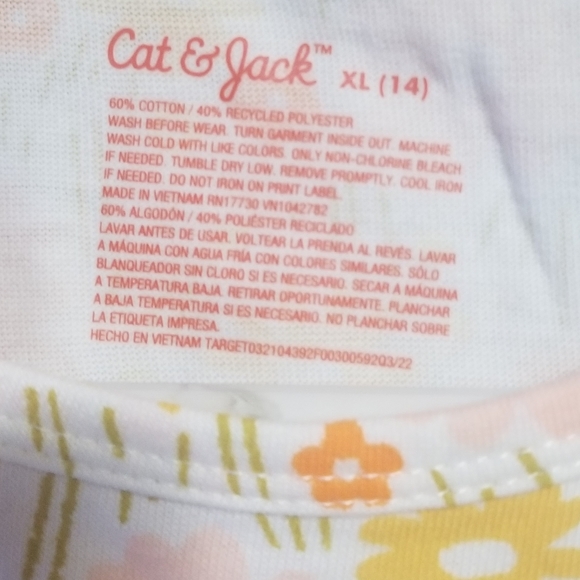 Cat & Jack™ XL (14)
60% COTTON / 40% RECYCLED POLYESTER
WASH BEFORE WEAR. TURN GARMENT INSIDE OUT. MACHINE
WASH COLD WITH LIKE COLORS. ONLY NON-CHLORINE BLEACH
IF NEEDED. TUMBLE DRY LOW. REMOVE PROMPTLY. COOL IRON
IF NEEDED. DO NOT IRON ON PRINT LABEL.
MADE IN VIETNAM RN17730 VN1042782
60% ALGODÓN / 40% POLIÉSTER RECICLADO
LAVAR ANTES DE USAR. VOLTEAR LA PRENDA AL REVÉS. LAVAR
A MÁQUINA CON AGUA FRÍA CON COLORES SIMILARES. SÓLO
BLANQUEADOR SIN CLORO SI ES NECESARIO. SECAR A MÁQUINA
A TEMPERATURA BAJA. RETIRAR OPORTUNAMENTE. PLANCHAR
A BAJA TEMPERATURA SI ES NECESARIO. NO PLANCHAR SOBRE
LA ETIQUETA IMPRESA.
HECHO EN VIETNAM TARGET032104392F00300592Q3/22